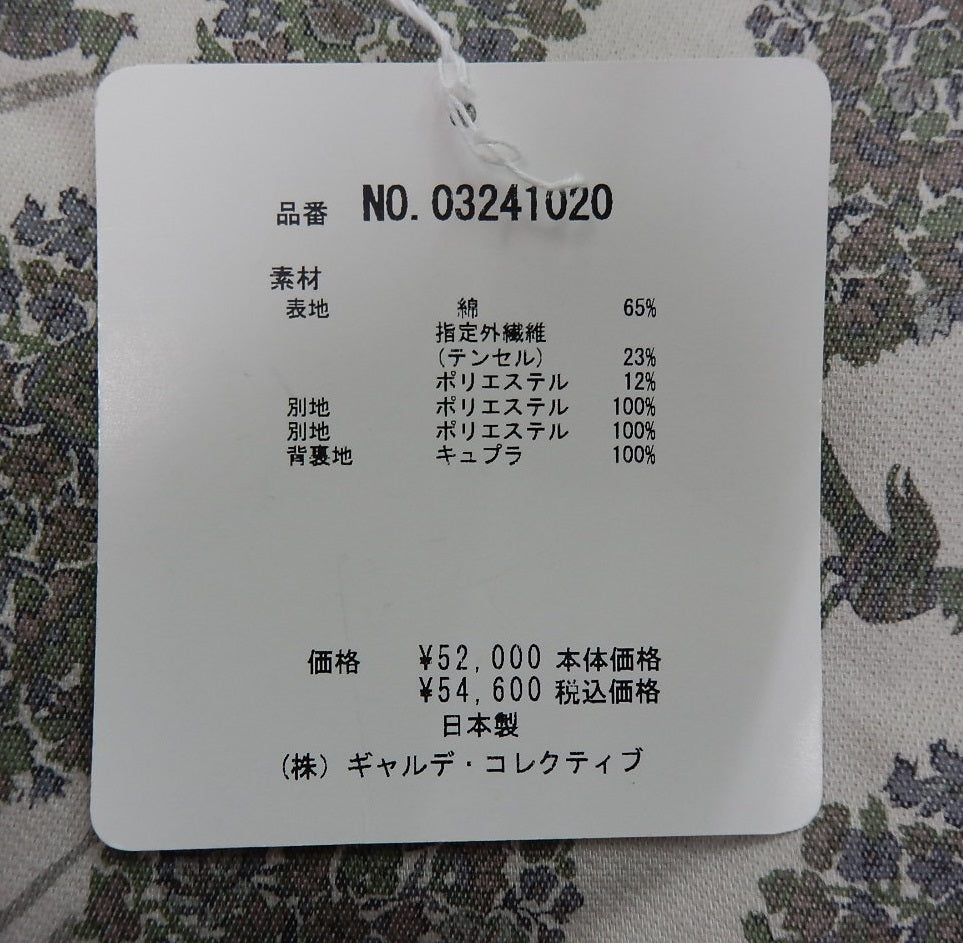 品番 NO. 03241020
素材
表地 綿 65%
指定外繊維
(テンセル) 23%
ポリエステル 12%
別地 ポリエステル 100%
別地 ポリエステル 100%
背裏地 キュプラ 100%
価格 ¥52,000 本体価格
¥54,600 税込価格
日本製
(株) ギャルデ・コレクティブ